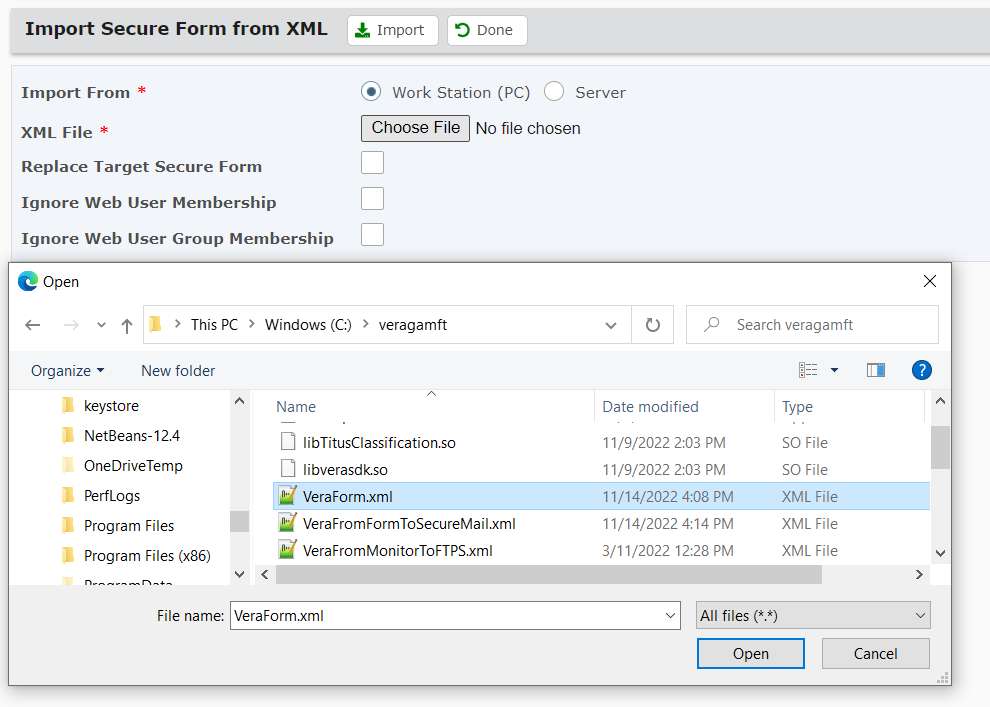 Import Secure Form from XML Import Done
Import From * Work Station (PC) Server
XML File * Choose File No file chosen
Replace Target Secure Form
Ignore Web User Membership
Ignore Web User Group Membership
Open
This PC > Windows (C:) > veragamft Search veragamft
Organize New folder ?
keystore
NetBeans-12.4
OneDriveTemp
PerfLogs
Program Files
Program Files (x86)
ProgramData
Name Date modified Type
libTitusClassification.so 11/9/2022 2:03 PM SO File
libverasdk.so 11/9/2022 2:03 PM SO File
VeraForm.xml 11/14/2022 4:08 PM XML File
VeraFromFormToSecureMail.xml 11/14/2022 4:14 PM XML File
VeraFromMonitorToFTPS.xml 3/11/2022 12:28 PM XML File
File name: VeraForm.xml All files (*.*)
Open Cancel